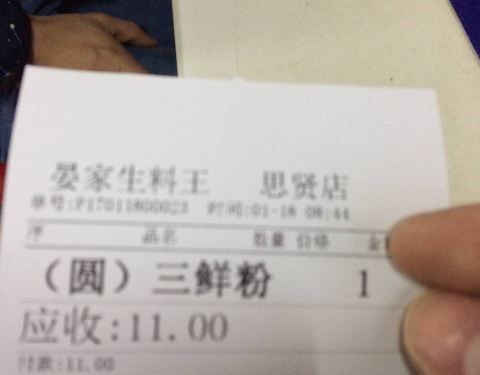 晏家生料王 思贤店
单号:P170118000023 时间:01-18 08:44
序 品名 数量 价格 金
(圆)三鲜粉 1
应收:11.00
付款:11.00